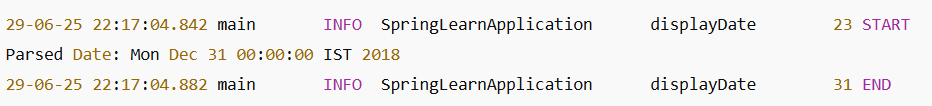 29-06-25 22:17:04.842 main INFO SpringLearnApplication displayDate 23 START
Parsed Date: Mon Dec 31 00:00:00 IST 2018
29-06-25 22:17:04.882 main INFO SpringLearnApplication displayDate 31 END